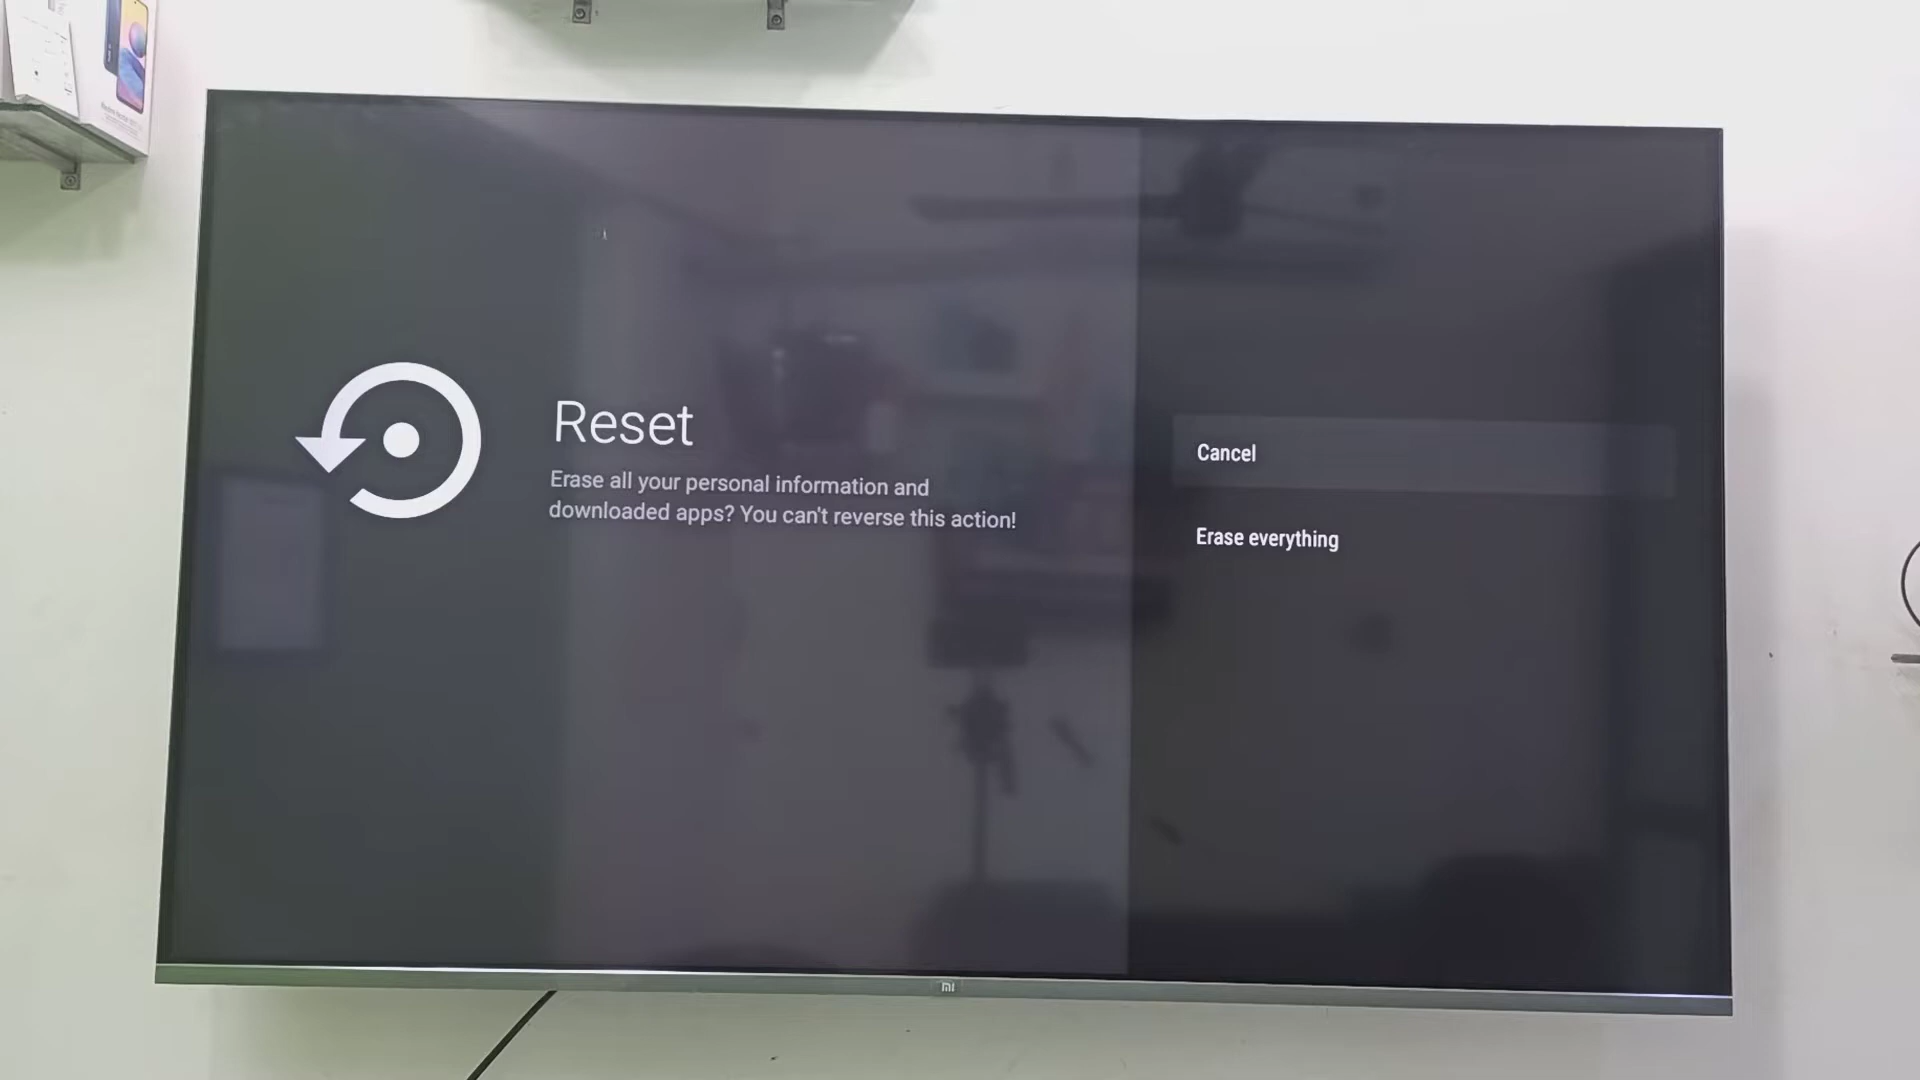 Reset
Erase all your personal information and
downloaded apps? You can't reverse this action!
Cancel
Erase everything
mi